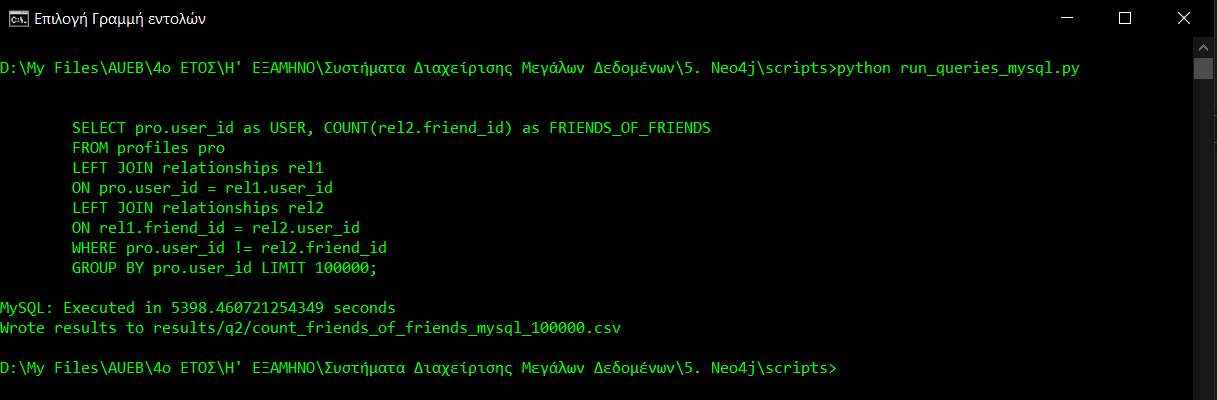 Επιλογή Γραμμή εντολών
D:\My Files\AUEB\4ο ΕΤΟΣ\Η' ΕΞΑΜΗΝΟ\Συστήματα Διαχείρισης Μεγάλων Δεδομένων\5. Neo4j\scripts>python run_queries_mysql.py
SELECT pro.user_id as USER, COUNT(rel2.friend_id) as FRIENDS_OF_FRIENDS
FROM profiles pro
LEFT JOIN relationships rel1
ON pro.user_id = rel1.user_id
LEFT JOIN relationships rel2
ON rel1.friend_id = rel2.user_id
WHERE pro.user_id != rel2.friend_id
GROUP BY pro.user_id LIMIT 100000;
MySQL: Executed in 5398.460721254349 seconds
Wrote results to results/q2/count_friends_of_friends_mysql_100000.csv
D:\My Files\AUEB\4ο ΕΤΟΣ\Η' ΕΞΑΜΗΝΟ\Συστήματα Διαχείρισης Μεγάλων Δεδομένων\5. Neo4j\scripts>